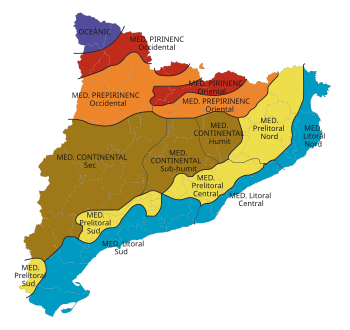 OCEÀNIC
MED. PIRINENC
Occidental
MED. PIRINENC
Oriental
MED. PREPIRINENC
Occidental
MED. PREPIRINENC
Oriental
MED.
Prelitoral
Nord
MED.
CONTINENTAL
Humit
MED.
Litoral
Nord
MED. CONTINENTAL
Sec
MED.
CONTINENTAL
Sub-humit
MED.
Prelitoral
Central
MED. Litoral
Central
MED.
Prelitoral
Sud
MED. Litoral
Sud
MED.
Prelitoral
Sud